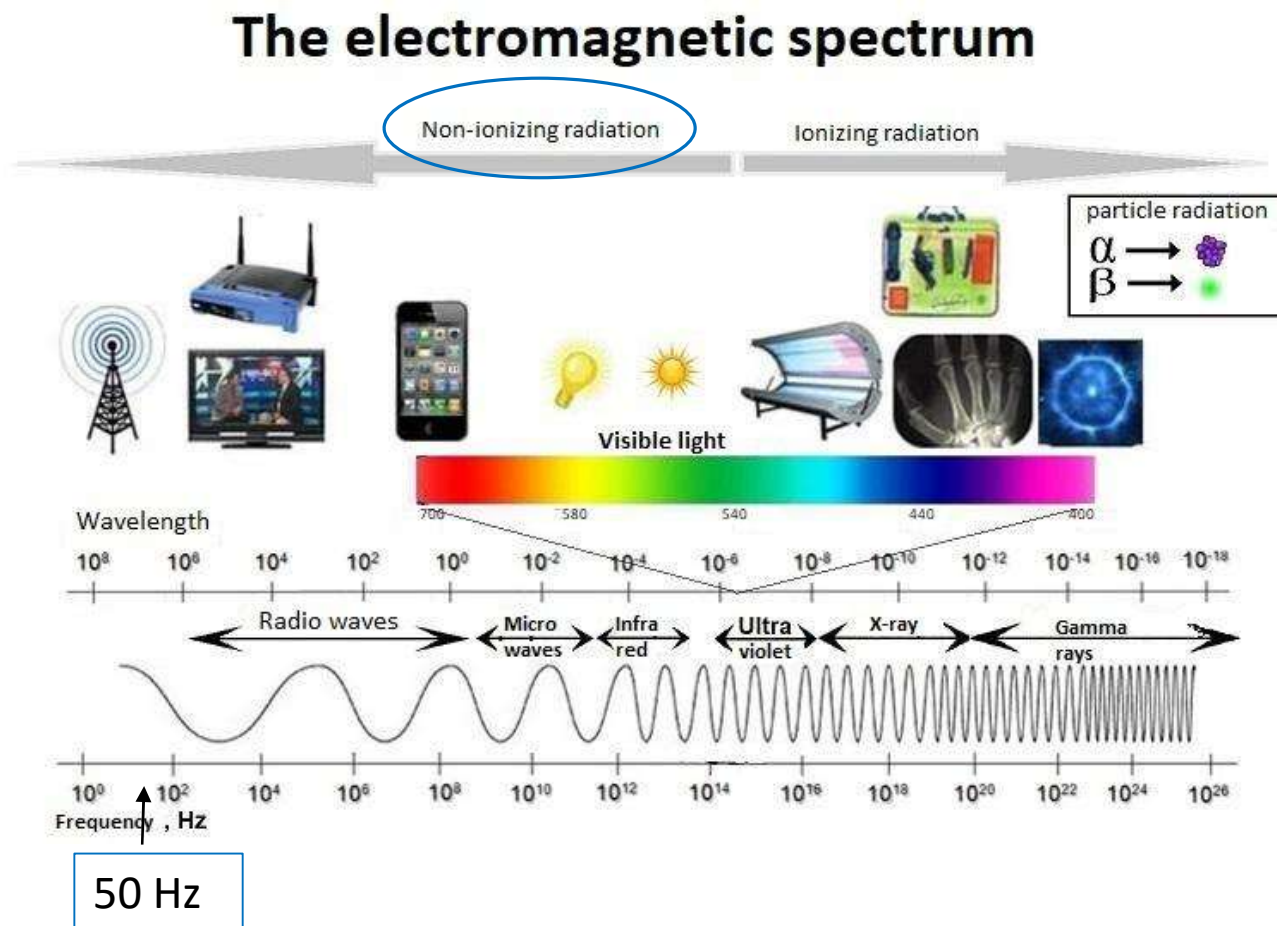 The electromagnetic spectrum
Non-ionizing radiation
Ionizing radiation
particle radiation
α
β
Visible light
700 580 540 440 400
Wavelength
10⁸ 10⁶ 10⁴ 10² 10⁰ 10⁻² 10⁻⁴ 10⁻⁶ 10⁻⁸ 10⁻¹⁰ 10⁻¹² 10⁻¹⁴ 10⁻¹⁶ 10⁻¹⁸
Radio waves
Micro
waves
Infra
red
Ultra
violet
X-ray
Gamma
rays
10⁰ 10² 10⁴ 10⁶ 10⁸ 10¹⁰ 10¹² 10¹⁴ 10¹⁶ 10¹⁸ 10²⁰ 10²² 10²⁴ 10²⁶
Frequency , Hz
50 Hz